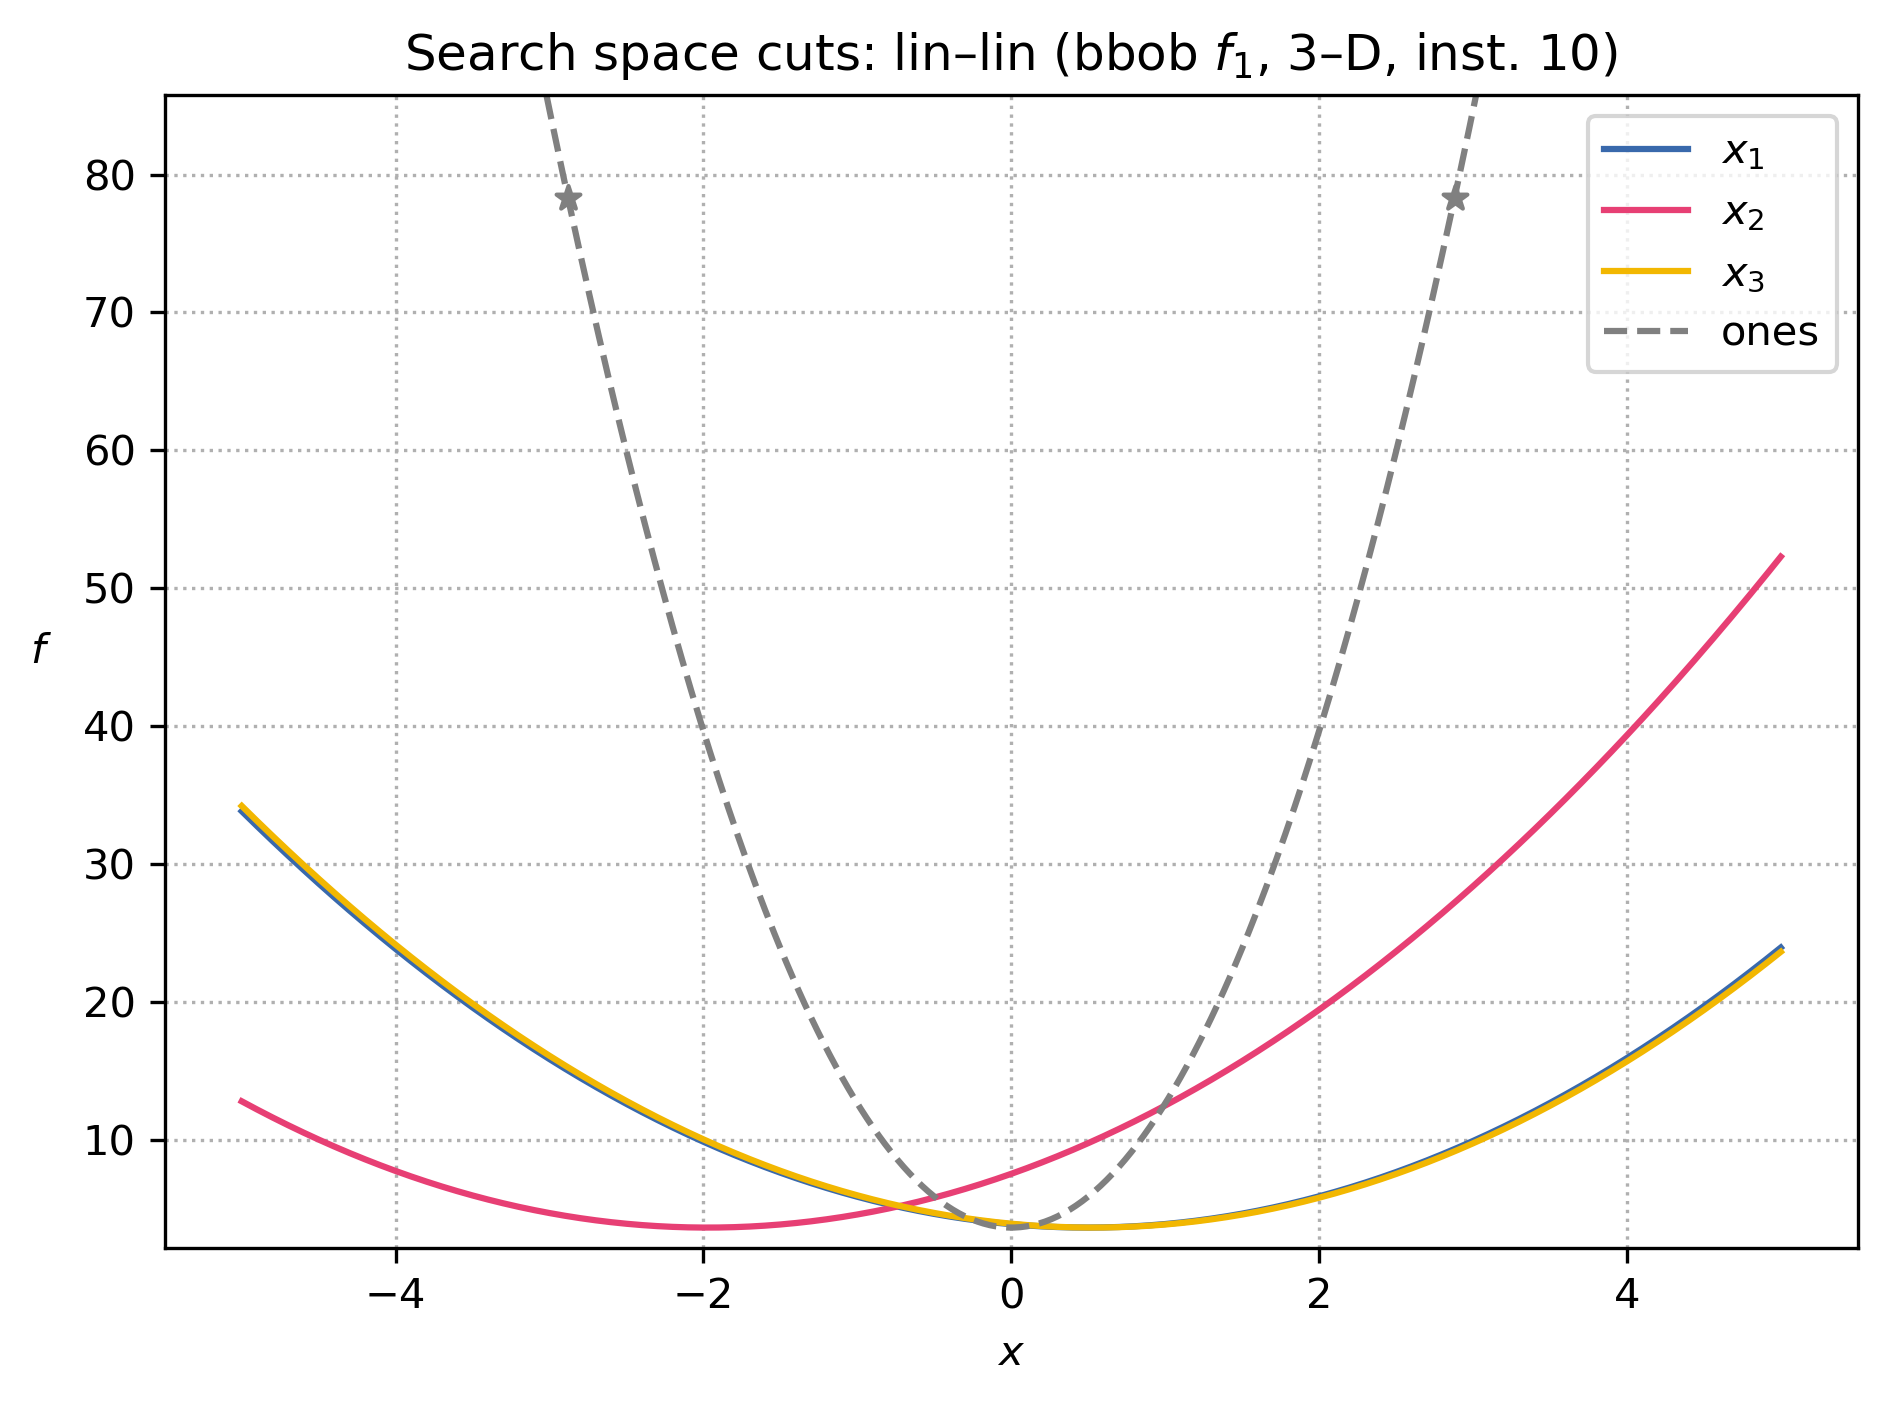 Search space cuts: lin–lin (bbob f₁, 3–D, inst. 10)
80
70
60
50
40
30
20
10
f
−4
−2
0
2
4
x
x₁
x₂
x₃
ones